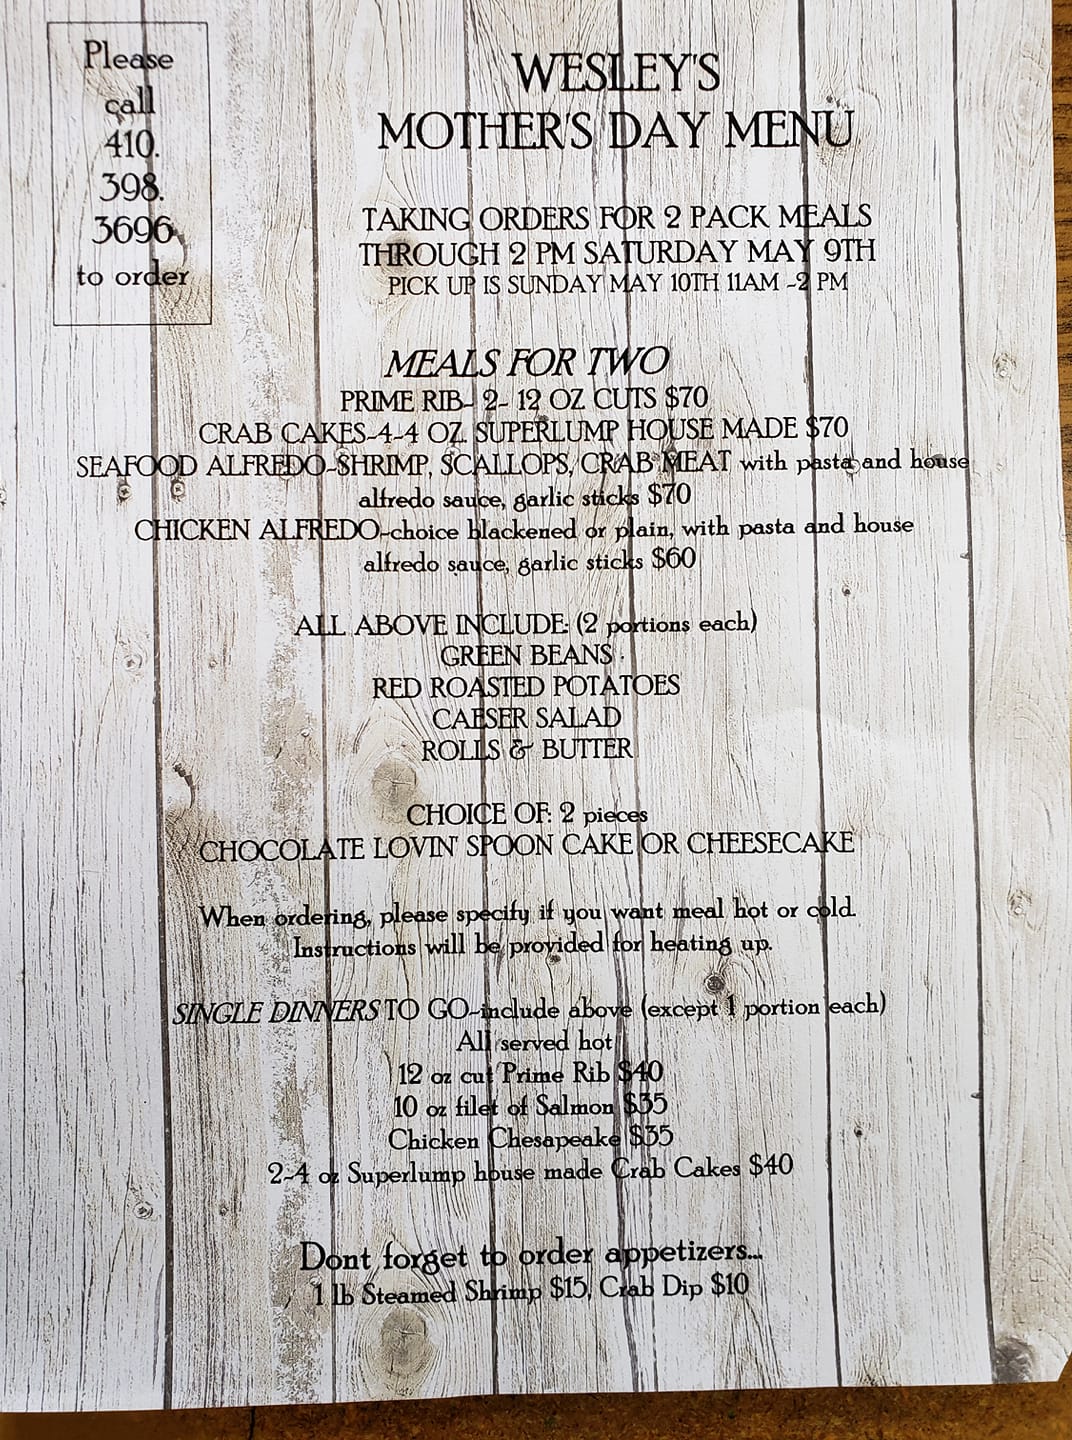 Please
call
410.
398.
3696
to order
WESLEY'S
MOTHER'S DAY MENU
TAKING ORDERS FOR 2 PACK MEALS
THROUGH 2 PM SATURDAY MAY 9TH
PICK UP IS SUNDAY MAY 10TH 11AM -2 PM
MEALS FOR TWO
PRIME RIB- 2- 12 OZ CUTS $70
CRAB CAKES-4-4 OZ. SUPERLUMP HOUSE MADE $70
SEAFOOD ALFREDO-SHRIMP, SCALLOPS, CRAB MEAT with pasta and house
alfredo sauce, garlic sticks $70
CHICKEN ALFREDO-choice blackened or plain, with pasta and house
alfredo sauce, garlic sticks $60
ALL ABOVE INCLUDE: (2 portions each)
GREEN BEANS
RED ROASTED POTATOES
CAESER SALAD
ROLLS & BUTTER
CHOICE OF: 2 pieces
CHOCOLATE LOVIN' SPOON CAKE OR CHEESECAKE
When ordering, please specify if you want meal hot or cold.
Instructions will be provided for heating up.
SINGLE DINNERS TO GO-include above (except 1 portion each)
All served hot
12 oz cut Prime Rib $40
10 oz filet of Salmon $35
Chicken Chesapeake $35
2-4 oz Superlump house made Crab Cakes $40
Dont forget to order appetizers...
1 lb Steamed Shrimp $15, Crab Dip $10